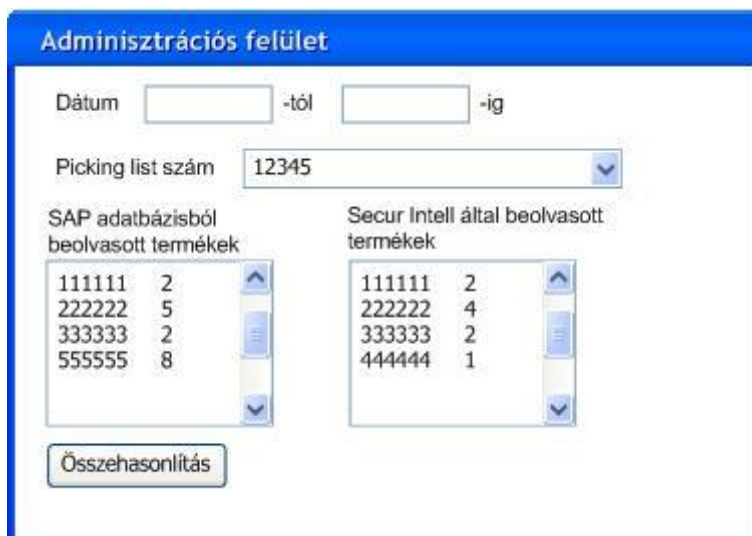 Adminisztrációs felület
Dátum -tól -ig
Picking list szám 12345
SAP adatbázisból
beolvasott termékek
111111 2
222222 5
333333 2
555555 8
Secur Intell által beolvasott
termékek
111111 2
222222 4
333333 2
444444 1
Összehasonlítás